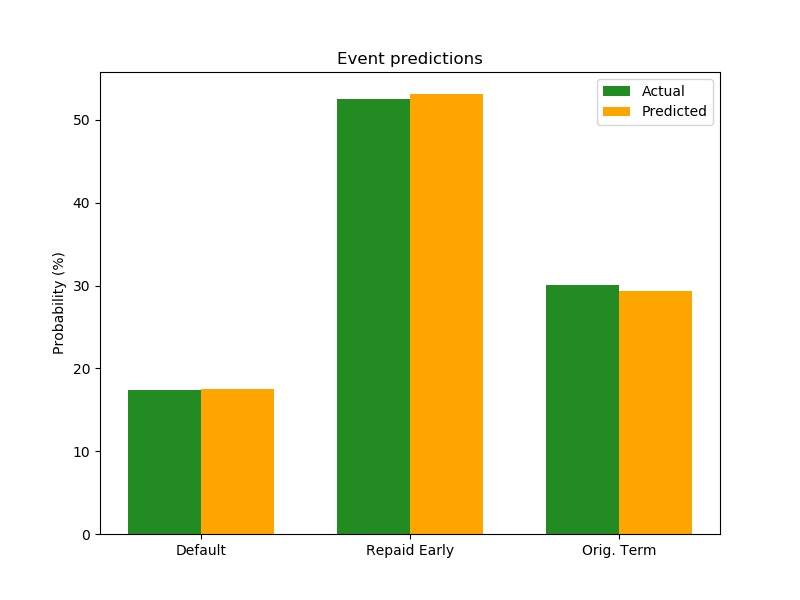 Event predictions
Actual
Predicted
Probability (%)
50
40
30
20
10
0
Default
Repaid Early
Orig. Term